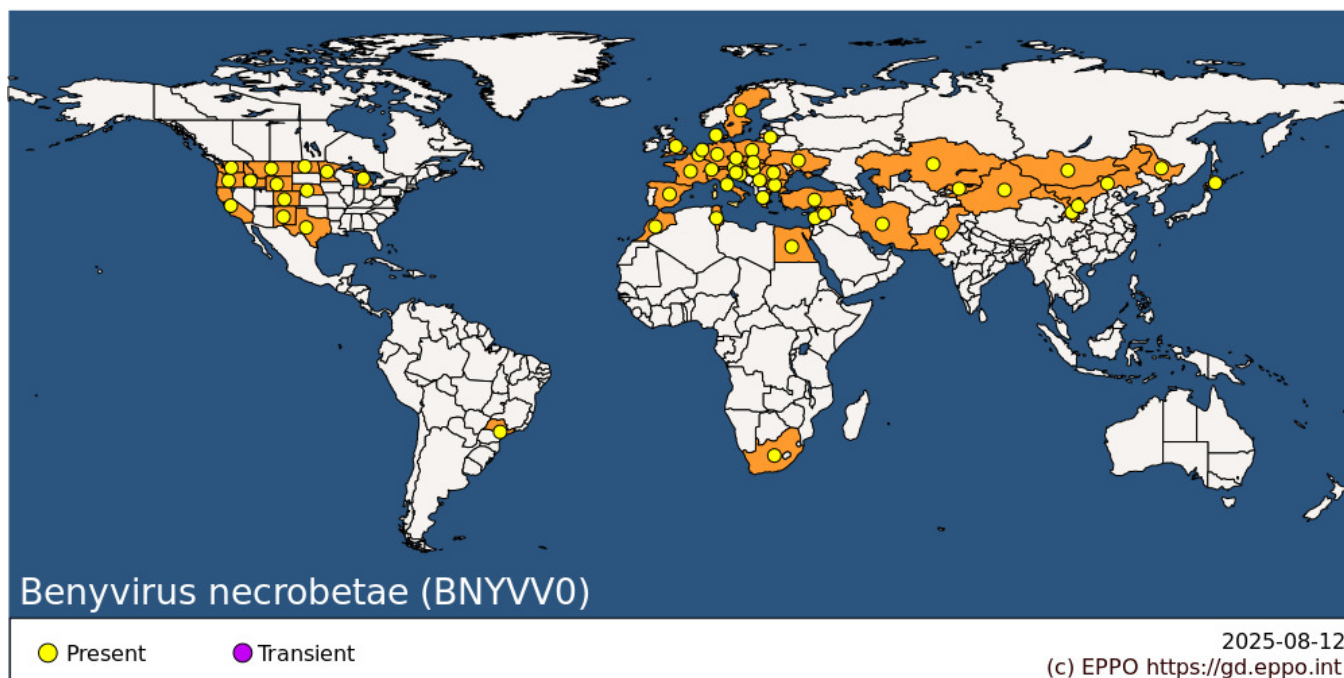 Benyvirus necrobetae (BNYVV0)
Present
Transient
2025-08-12
(c) EPPO https://gd.eppo.int